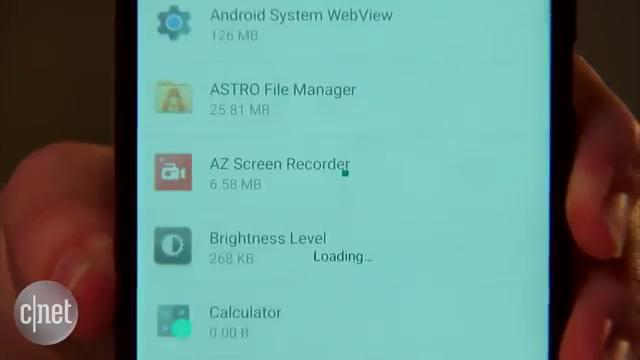 Android System WebView
126 MB
ASTRO File Manager
25.81 MB
AZ Screen Recorder
6.58 MB
Brightness Level
268 KB
Loading...
Calculator
0.00 B
c|net